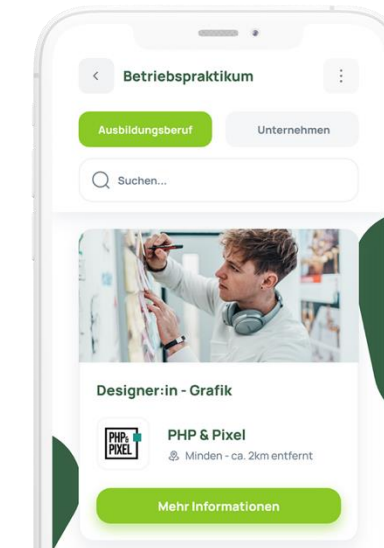 Betriebspraktikum
Ausbildungsberuf
Unternehmen
Suchen...
Designer:in - Grafik
PHP&
PIXEL
PHP & Pixel
Minden - ca. 2km entfernt
Mehr Informationen